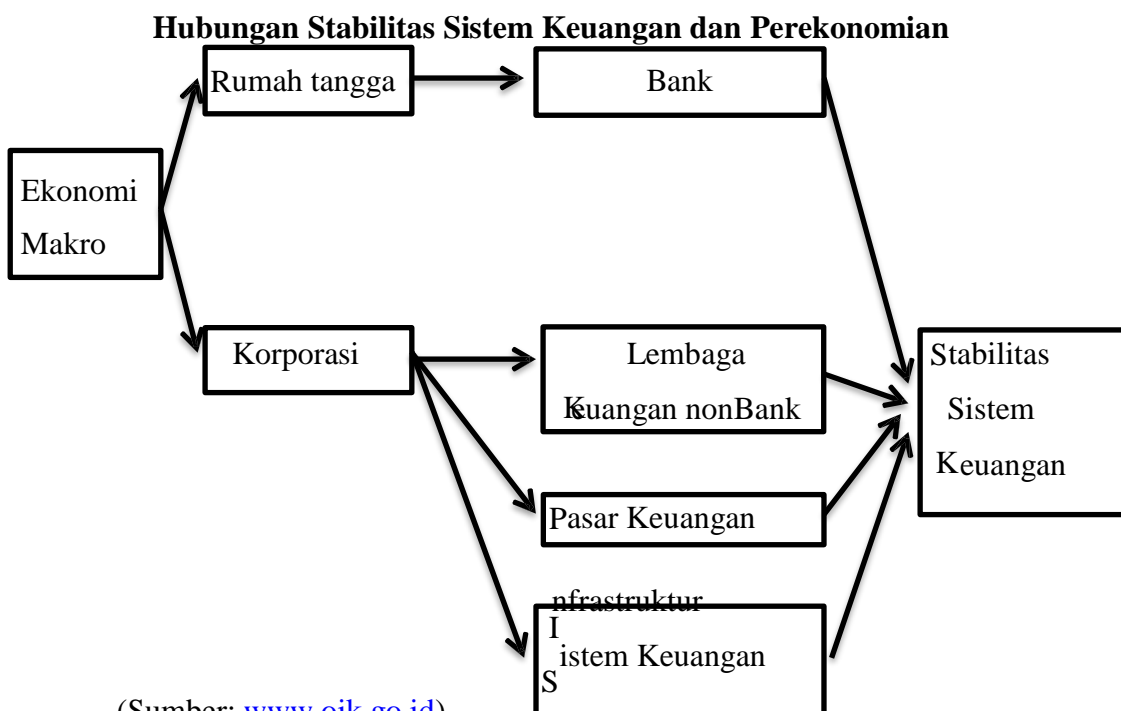 Hubungan Stabilitas Sistem Keuangan dan Perekonomian
Rumah tangga
Bank
Ekonomi
Makro
Korporasi
Lembaga
Keuangan nonBank
Stabilitas
Sistem
Keuangan
Pasar Keuangan
Infrastruktur
Sistem Keuangan
(Sumber: www.ojk.go.id)